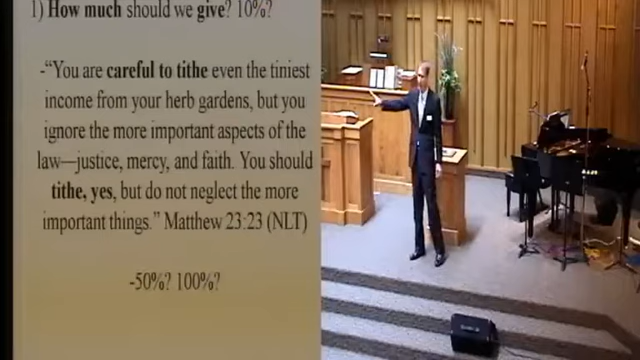 1) How much should we give? 10%?
-“You are careful to tithe even the tiniest
income from your herb gardens, but you
ignore the more important aspects of the
law—justice, mercy, and faith. You should
tithe, yes, but do not neglect the more
important things.” Matthew 23:23 (NLT)
-50%? 100%?